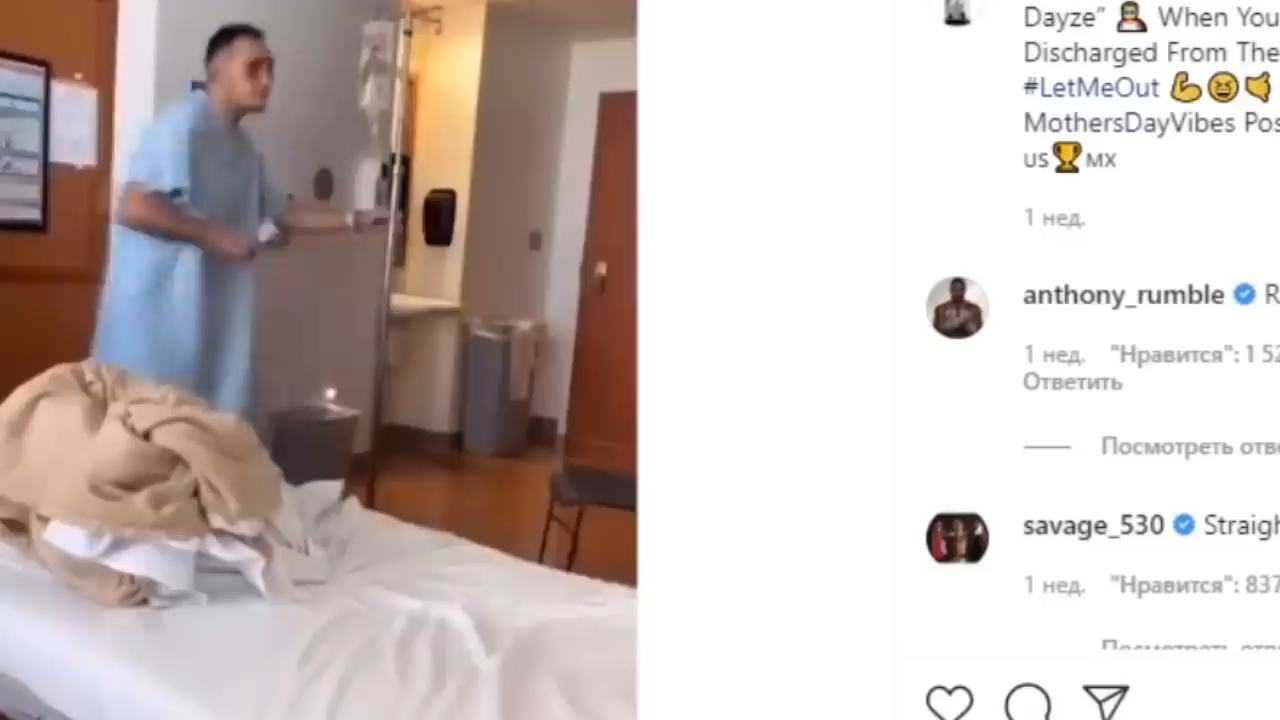 Dayze” 👨‍🎓 When You
Discharged From The
#LetMeOut 💪😆🤙
MothersDayVibes Pos
us🏆мх
1 нед.
anthony_rumble R
1 нед. "Нравится": 1 52
Ответить
Посмотреть отве
savage_530 Straigh
1 нед. "Нравится": 837